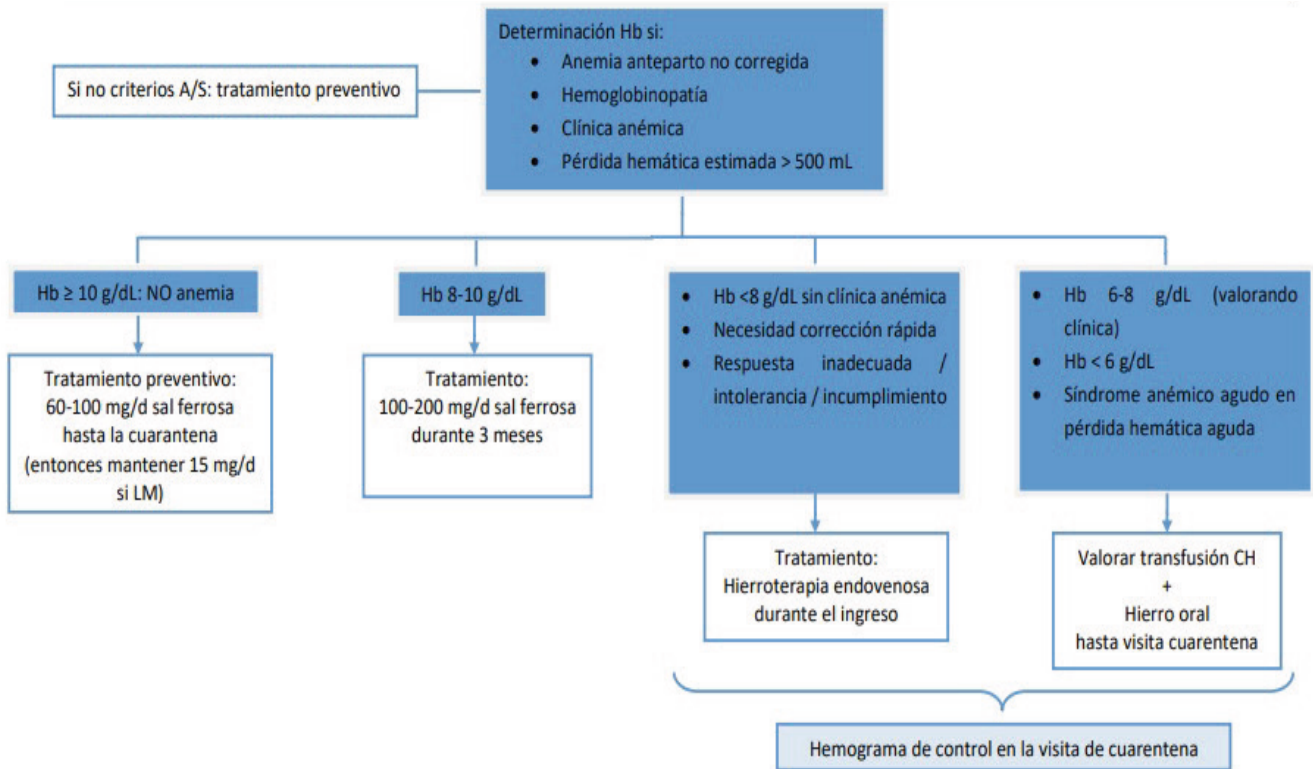 Determinación Hb si:
• Anemia anteparto no corregida
• Hemoglobinopatía
• Clínica anémica
• Pérdida hemática estimada > 500 mL
Si no criterios A/S: tratamiento preventivo
Hb ≥ 10 g/dL: NO anemia
Tratamiento preventivo:
60-100 mg/d sal ferrosa
hasta la cuarantena
(entonces mantener 15 mg/d
si LM)
Hb 8-10 g/dL
Tratamiento:
100-200 mg/d sal ferrosa
durante 3 meses
• Hb <8 g/dL sin clínica anémica
• Necesidad corrección rápida
• Respuesta inadecuada /
intolerancia / incumplimiento
Tratamiento:
Hierroterapia endovenosa
durante el ingreso
• Hb 6-8 g/dL (valorando
clínica)
• Hb < 6 g/dL
• Síndrome anémico agudo en
pérdida hemática aguda
Valorar transfusión CH
+
Hierro oral
hasta visita cuarentena
Hemograma de control en la visita de cuarentena